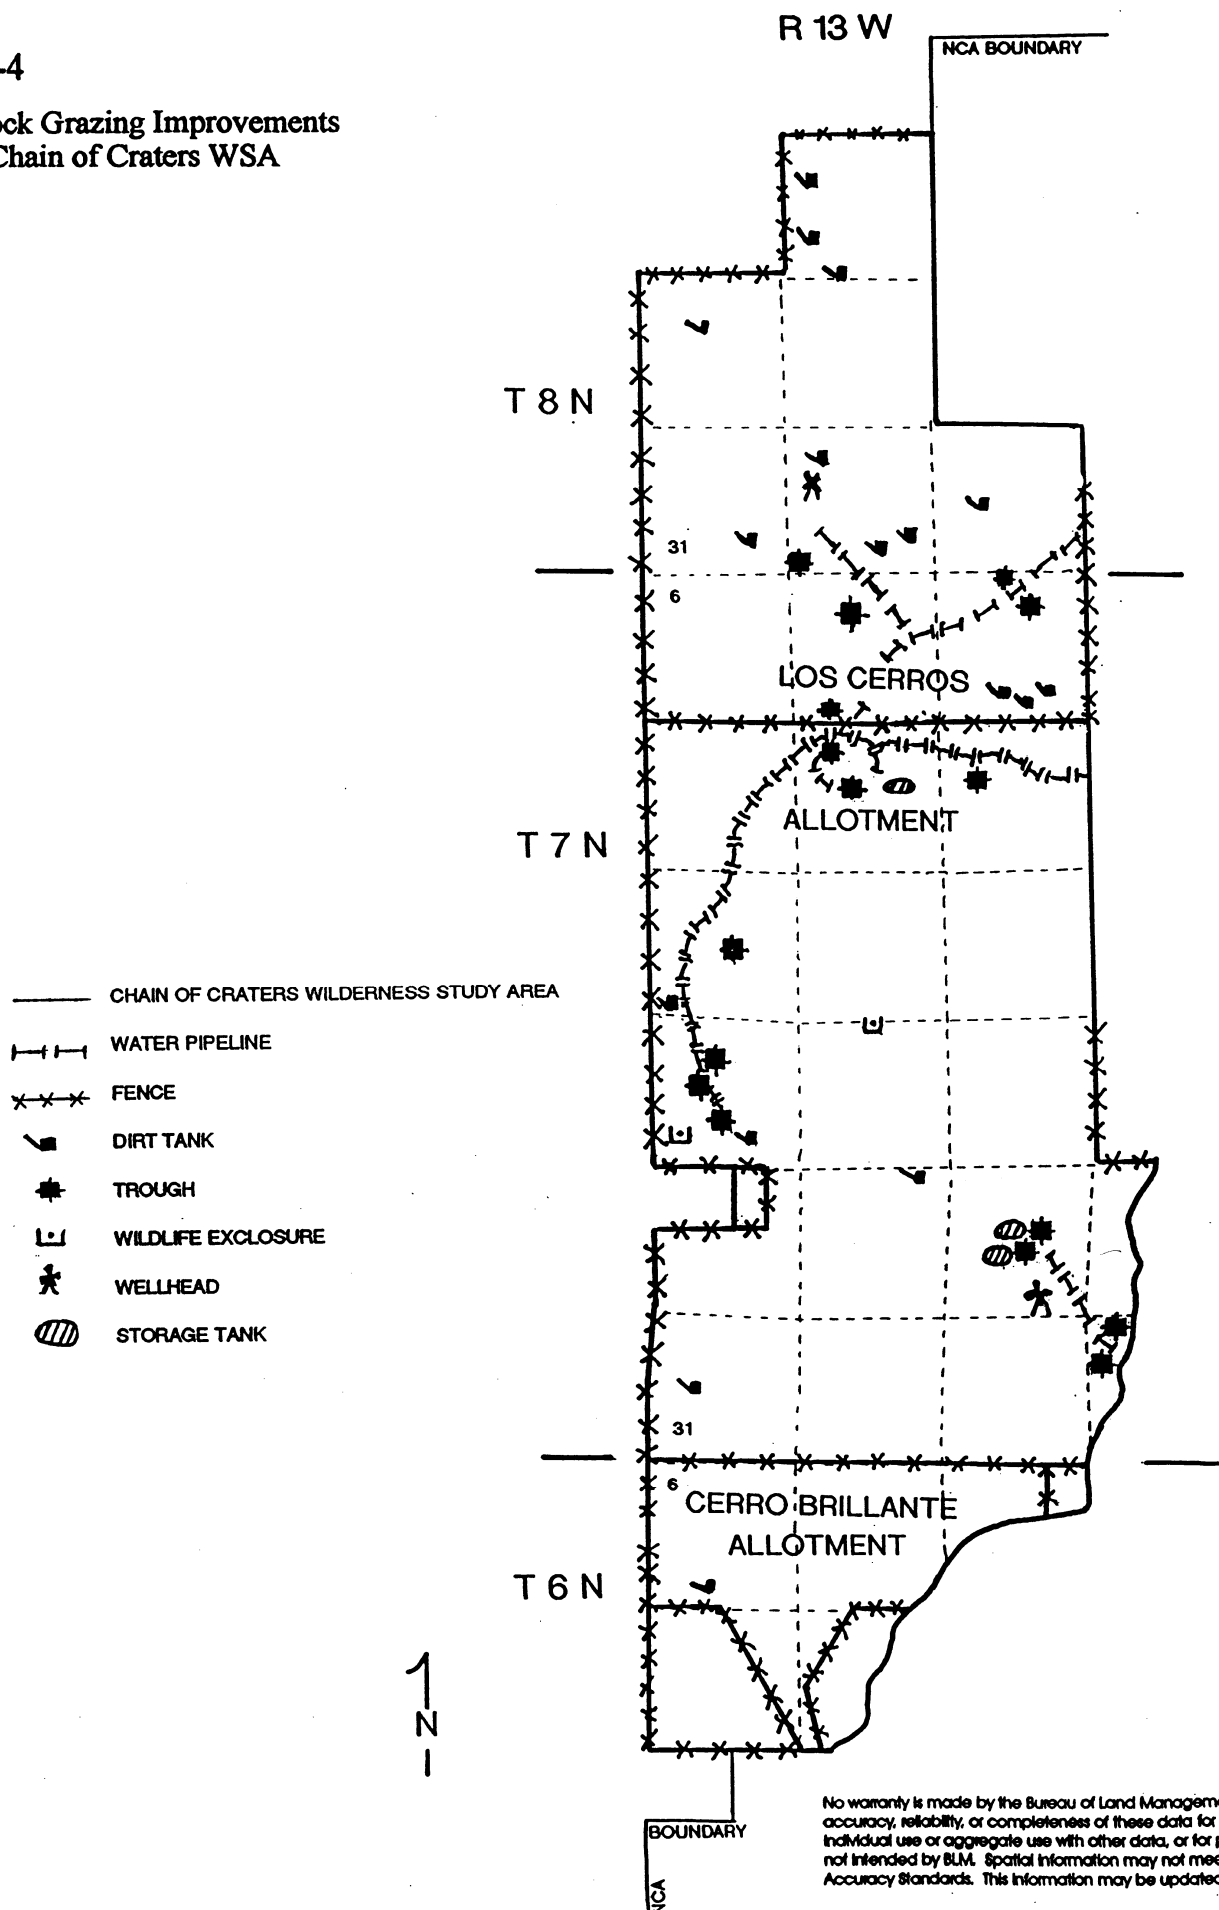 R 13 W
NCA BOUNDARY
-4
ock Grazing Improvements
Chain of Craters WSA
T 8 N
31
6
LOS CERROS
ALLOTMENT
T 7 N
CHAIN OF CRATERS WILDERNESS STUDY AREA
WATER PIPELINE
FENCE
DIRT TANK
TROUGH
WILDLIFE EXCLOSURE
WELLHEAD
STORAGE TANK
31
6
CERRO BRILLANTE
ALLOTMENT
T 6 N
N
BOUNDARY
NCA
No warranty is made by the Bureau of Land Manageme
accuracy, reliability, or completeness of these data for
individual use or aggregate use with other data, or for p
not intended by BLM. Spatial information may not mee
Accuracy Standards. This information may be updated